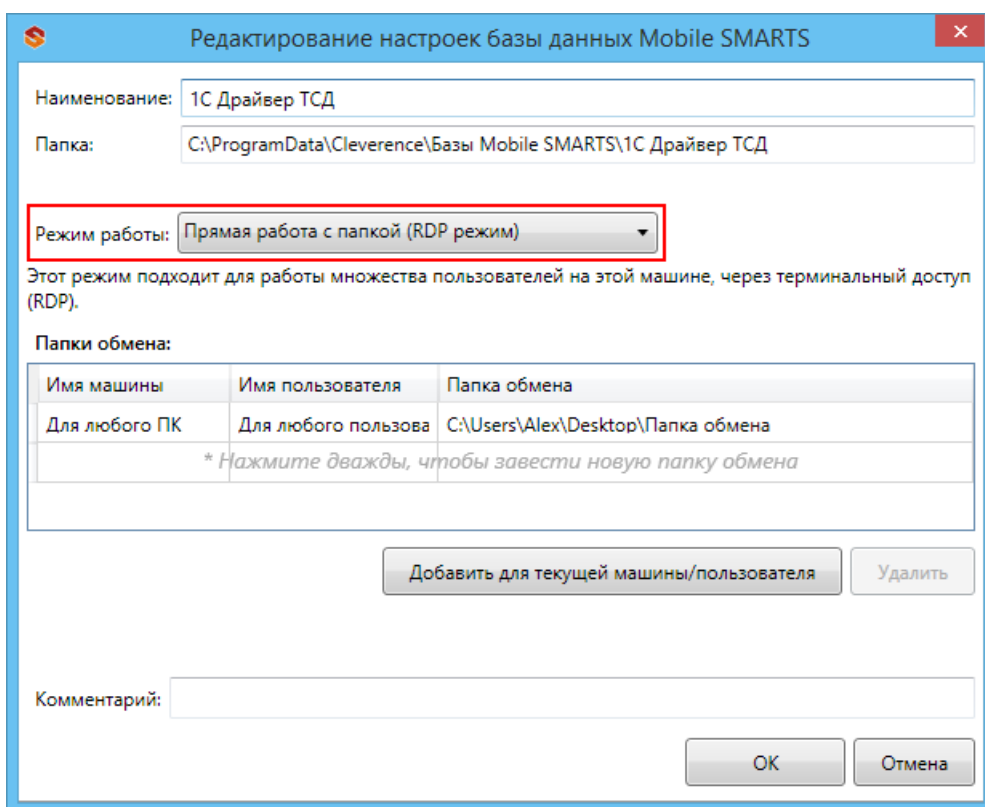 Редактирование настроек базы данных Mobile SMARTS
Наименование: 1С Драйвер ТСД
Папка: C:\ProgramData\Cleverence\Базы Mobile SMARTS\1С Драйвер ТСД
Режим работы: Прямая работа с папкой (RDP режим)
Этот режим подходит для работы множества пользователей на этой машине, через терминальный доступ
(RDP).
Папки обмена:
Имя машины Имя пользователя Папка обмена
Для любого ПК Для любого пользова C:\Users\Alex\Desktop\Папка обмена
* Нажмите дважды, чтобы завести новую папку обмена
Добавить для текущей машины/пользователя Удалить
Комментарий:
ОК Отмена